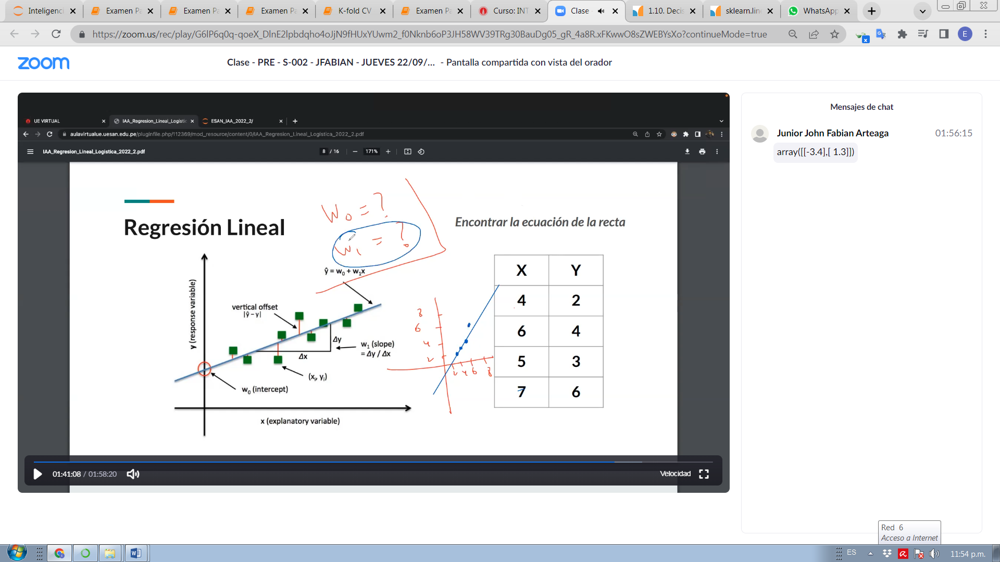 Inteligenci
Examen Pa
Examen Pa
Examen Pa
K-fold CV
Examen Pa
Curso: INT
Clase -
1.10. Decis
sklearn.line
WhatsApp
https://zoom.us/rec/play/G6lP6q0q-qoeX_DlnE2lpbdqho4oJjN9fHUxYUwm2_f0Nknb6oP3JH58WV39TRg30BauDg05_gR_4a8R.xFKwwO8sZWEBYsXo?continueMode=true
E
zoom
Clase - PRE - S-002 - JFABIAN - JUEVES 22/09/... - Pantalla compartida con vista del orador
UE VIRTUAL
IAA_Regresion_Lineal_Logistic
ESAN_IAA_2022_2/
aulavirtualue.uesan.edu.pe/pluginfile.php/112369/mod_resource/content/0/IAA_Regresion_Lineal_Logistica_2022_2.pdf
IAA_Regresion_Lineal_Logistica_2022_2.pdf
8 / 16
171%
Regresión Lineal
W0 = ?
W1 = ?
Encontrar la ecuación de la recta
ŷ = w0 + w1x
y (response variable)
vertical offset
|ŷ – y|
Δy
Δx
w1 (slope)
= Δy / Δx
(xi, yi)
w0 (intercept)
x (explanatory variable)
8
6
4
2
2 4 6 8
X Y
4 2
6 4
5 3
7 6
01:41:08 / 01:58:20
Velocidad
Mensajes de chat
Junior John Fabian Arteaga 01:56:15
array([[-3.4],[ 1.3]])
Red 6
Acceso a Internet
ES
11:54 p.m.